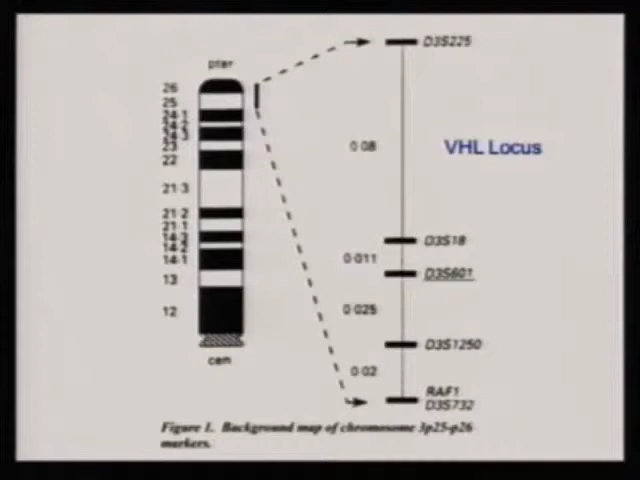 pter
26
25
24·1
24·2
24·3
23
22
21·3
21·2
21·1
14·3
14·2
14·1
13
12
cen
D3S225
0·08
VHL Locus
D3S18
0·011
D3S601
0·025
D3S1250
0·02
RAF1
D3S732
Figure 1. Background map of chromosome 3p25-p26
markers.